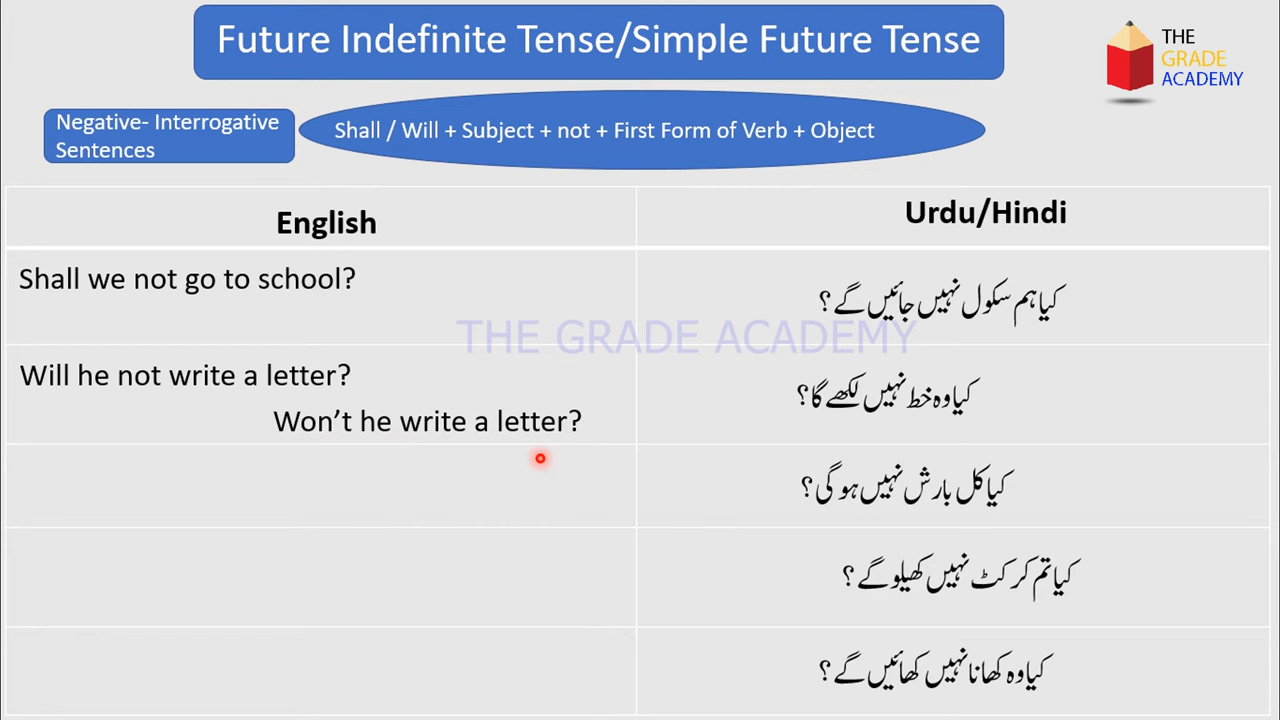 Future Indefinite Tense/Simple Future Tense
THE
GRADE
ACADEMY
Negative- Interrogative
Sentences
Shall / Will + Subject + not + First Form of Verb + Object
English
Urdu/Hindi
Shall we not go to school?
کیا ہم سکول نہیں جائیں گے ؟
THE GRADE ACADEMY
Will he not write a letter?
Won’t he write a letter?
کیا وہ خط نہیں لکھے گا ؟
کیا کل بارش نہیں ہو گی ؟
کیا تم کرکٹ نہیں کھیلو گے ؟
کیا وہ کھانا نہیں کھائیں گے ؟